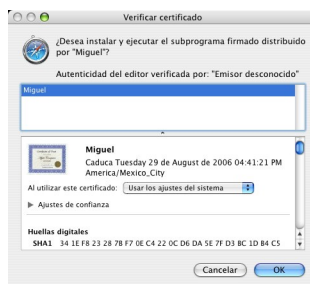 Verificar certificado
¿Desea instalar y ejecutar el subprograma firmado distribuido
por "Miguel"?
Autenticidad del editor verificada por: "Emisor desconocido"
Miguel
Miguel
Caduca Tuesday 29 de August de 2006 04:41:21 PM
America/Mexico_City
Al utilizar este certificado: Usar los ajustes del sistema
Ajustes de confianza
Huellas digitales
SHA1 34 1E F8 23 28 7B F7 0E C4 22 0C D6 DA 5E 7F D3 BC 1D B4 C5
Cancelar OK